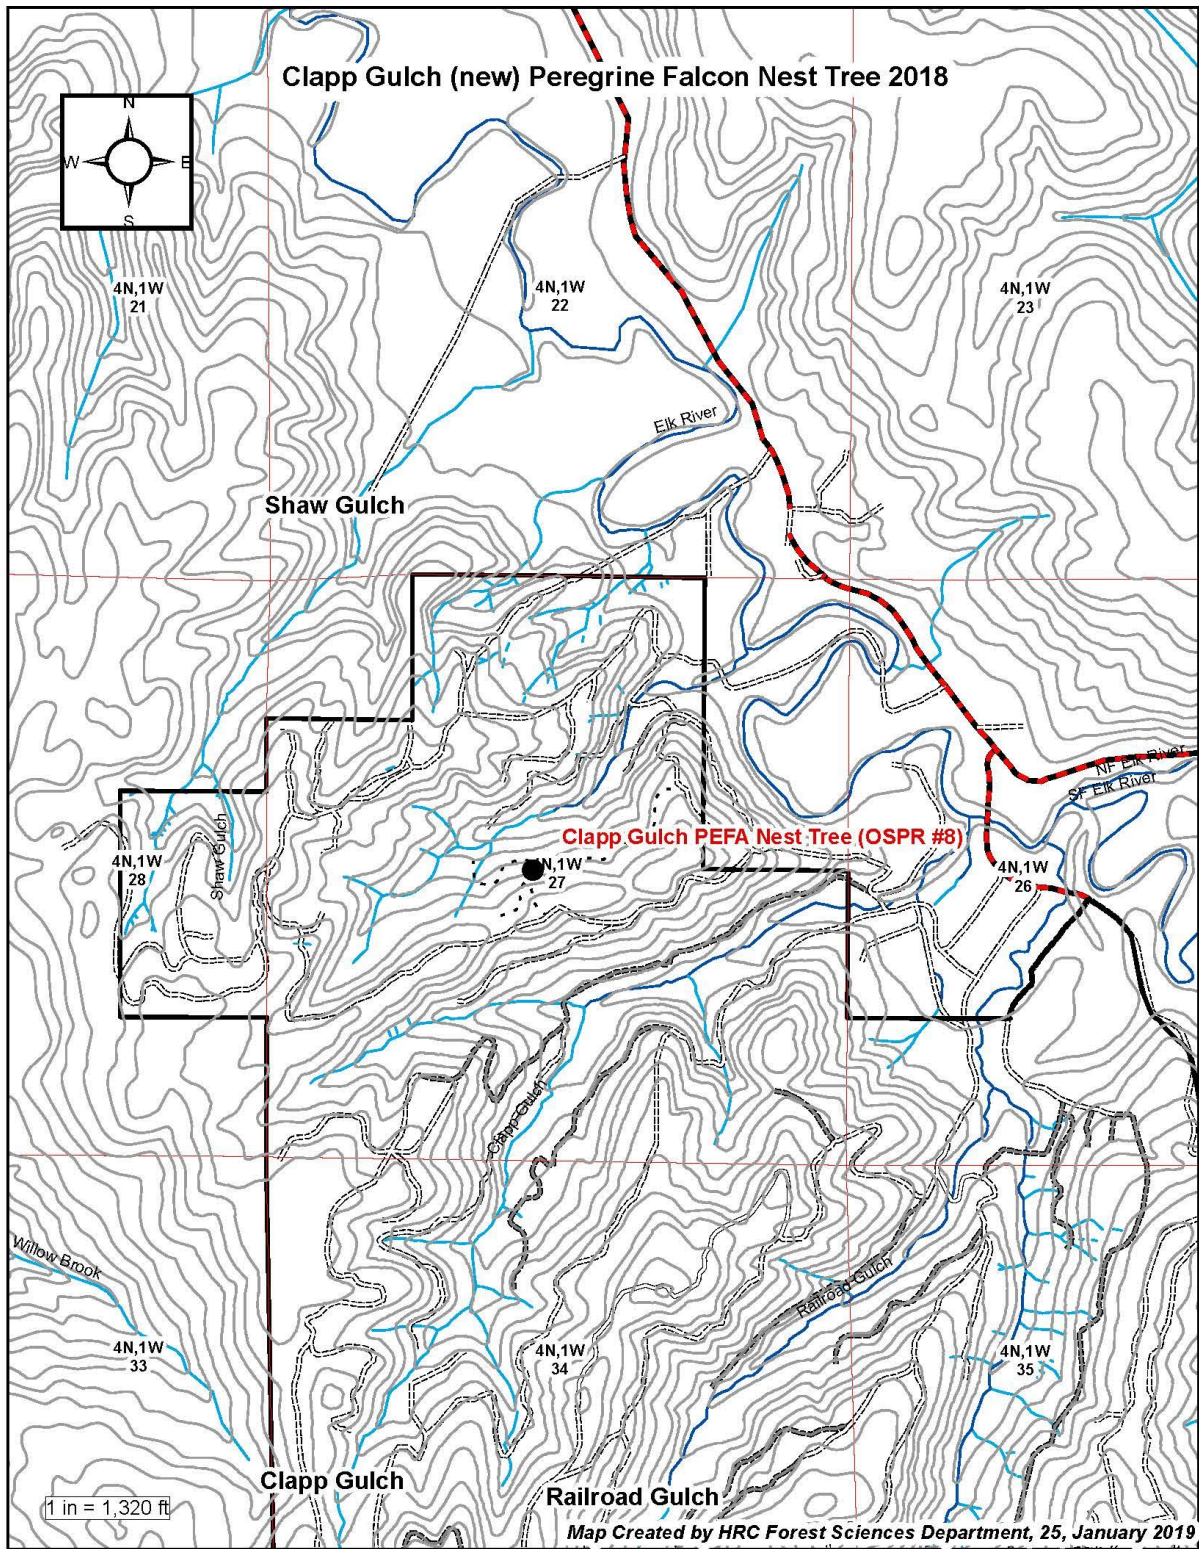 Clapp Gulch (new) Peregrine Falcon Nest Tree 2018
N
W
E
S
4N,1W
21
4N,1W
22
4N,1W
23
Elk River
Shaw Gulch
NF Elk River
SF Elk River
Clapp Gulch PEFA Nest Tree (OSPR #8)
4N,1W
28
Shaw Gulch
N,1W
27
4N,1W
26
Clapp Gulch
Willow Brook
Railroad Gulch
4N,1W
33
4N,1W
34
4N,1W
35
Clapp Gulch
Railroad Gulch
1 in = 1,320 ft
Map Created by HRC Forest Sciences Department, 25, January 2019